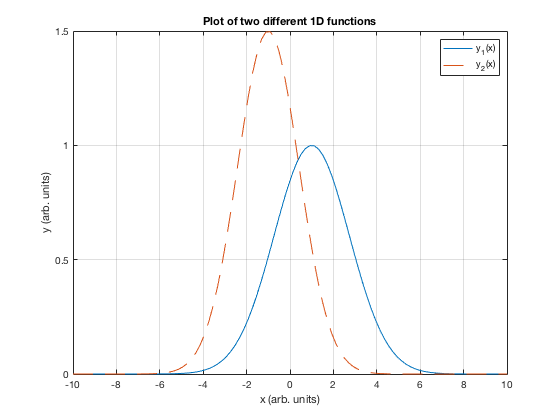 Plot of two different 1D functions
y (arb. units)
1.5
1
0.5
0
y₁(x)
y₂(x)
-10 -8 -6 -4 -2 0 2 4 6 8 10
x (arb. units)